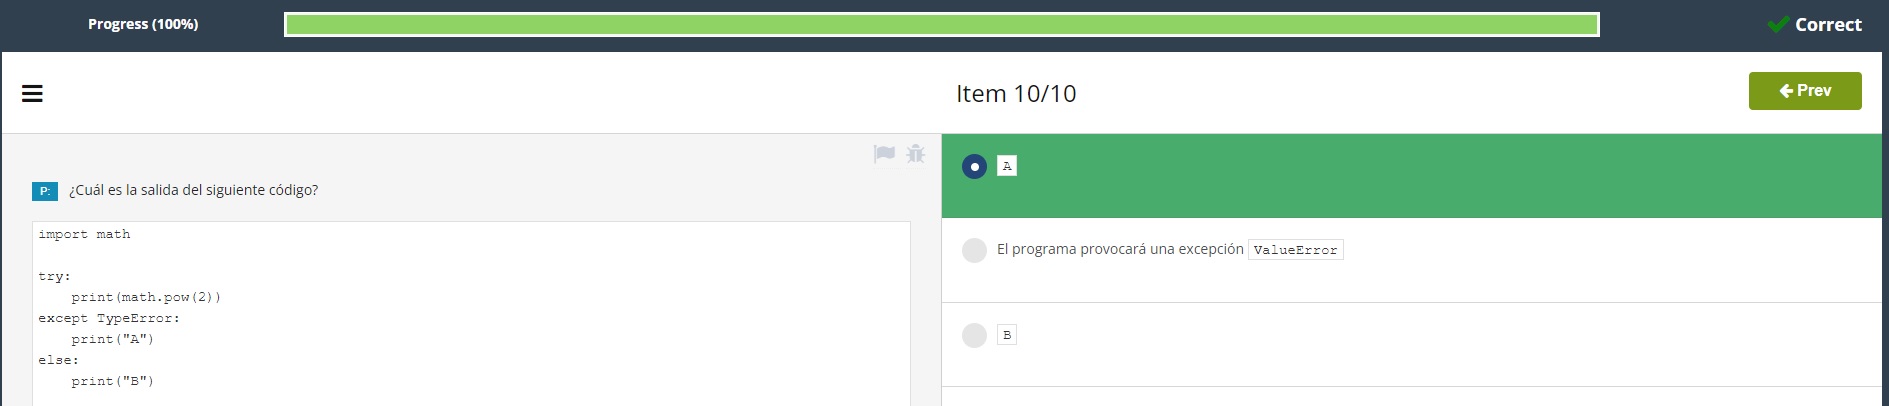 Progress (100%)
Correct
Item 10/10
Prev
P: ¿Cuál es la salida del siguiente código?
import math
try:
    print(math.pow(2))
except TypeError:
    print("A")
else:
    print("B")
A
El programa provocará una excepción ValueError
B